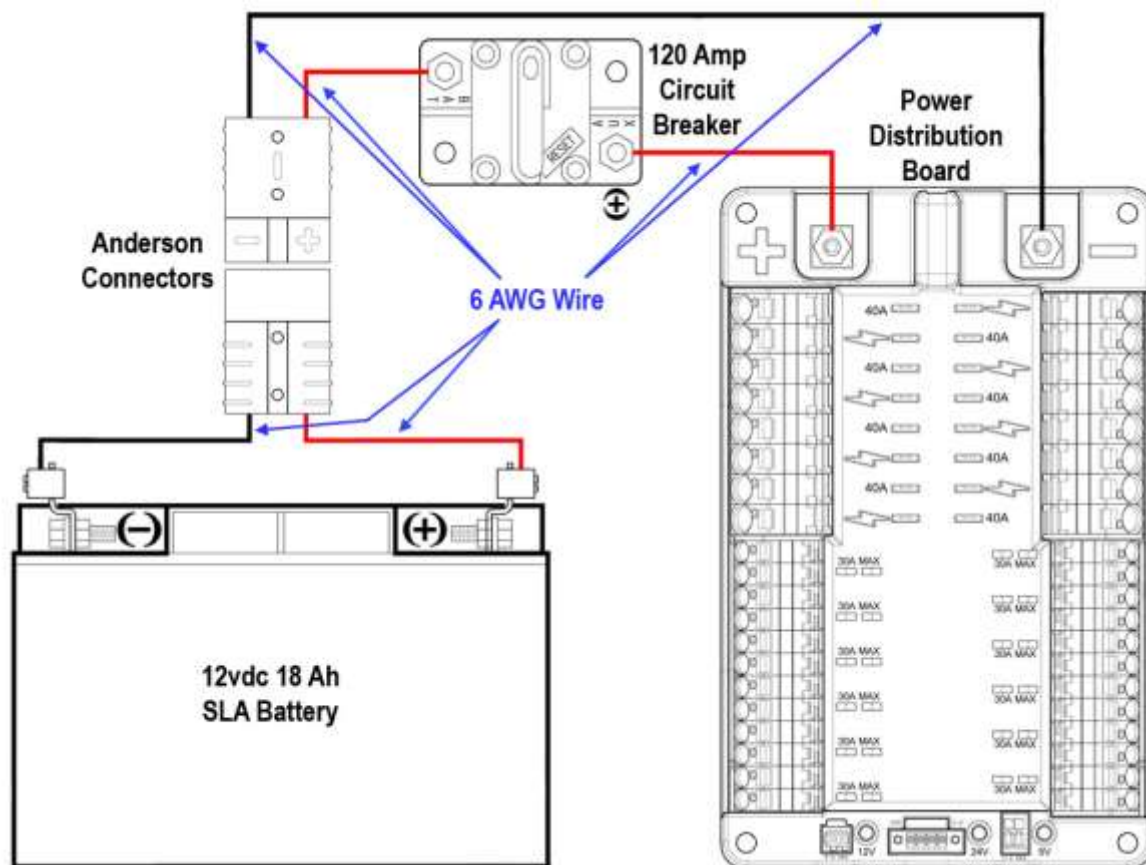 120 Amp
Circuit
Breaker
BAT
AUX
RESET
(+)
Power
Distribution
Board
Anderson
Connectors
− +
6 AWG Wire
+ −
40A
40A
40A
40A
40A
40A
40A
40A
(−) (+)
12vdc 18 Ah
SLA Battery
30A MAX 30A MAX
30A MAX 30A MAX
30A MAX 30A MAX
30A MAX 30A MAX
30A MAX 30A MAX
30A MAX 30A MAX
12V 24V 5V